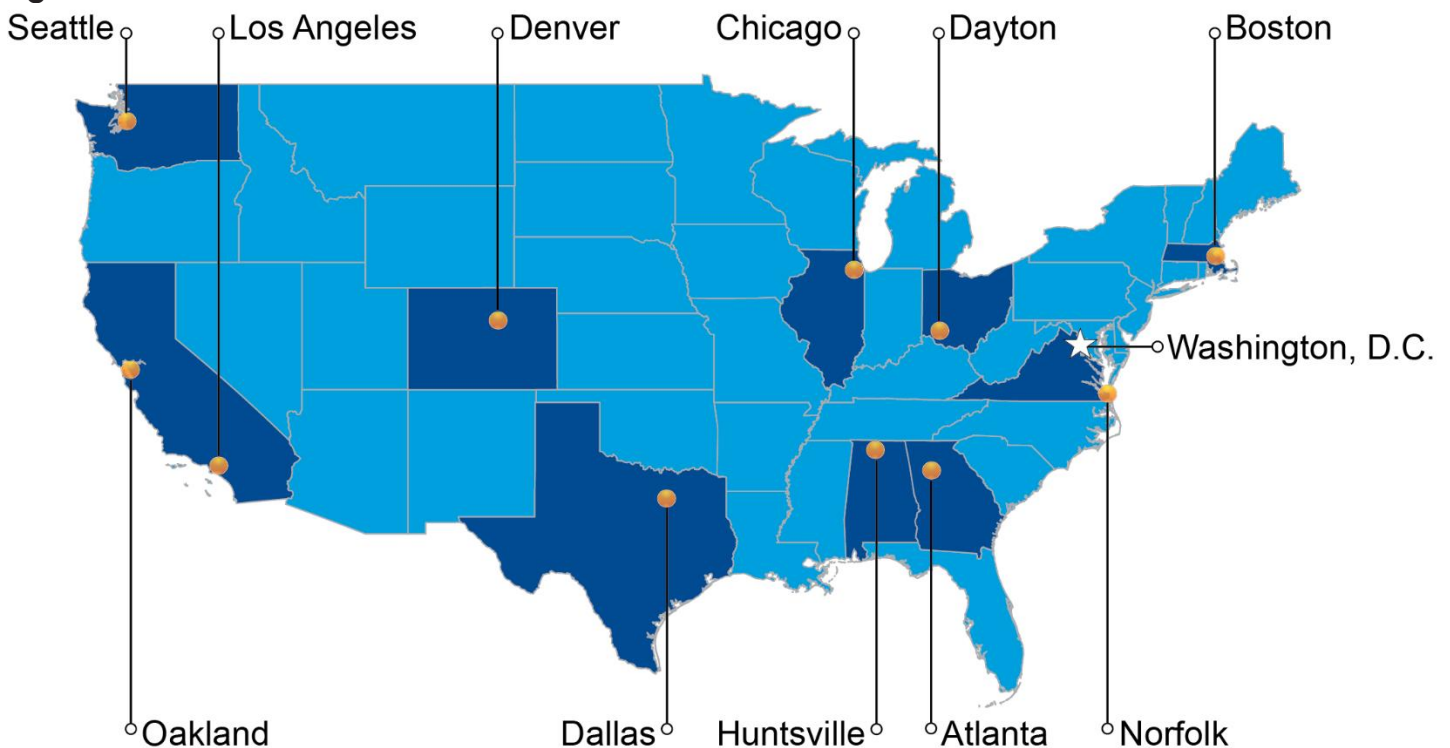 Seattle
Los Angeles
Denver
Chicago
Dayton
Boston
Washington, D.C.
Oakland
Dallas
Huntsville
Atlanta
Norfolk